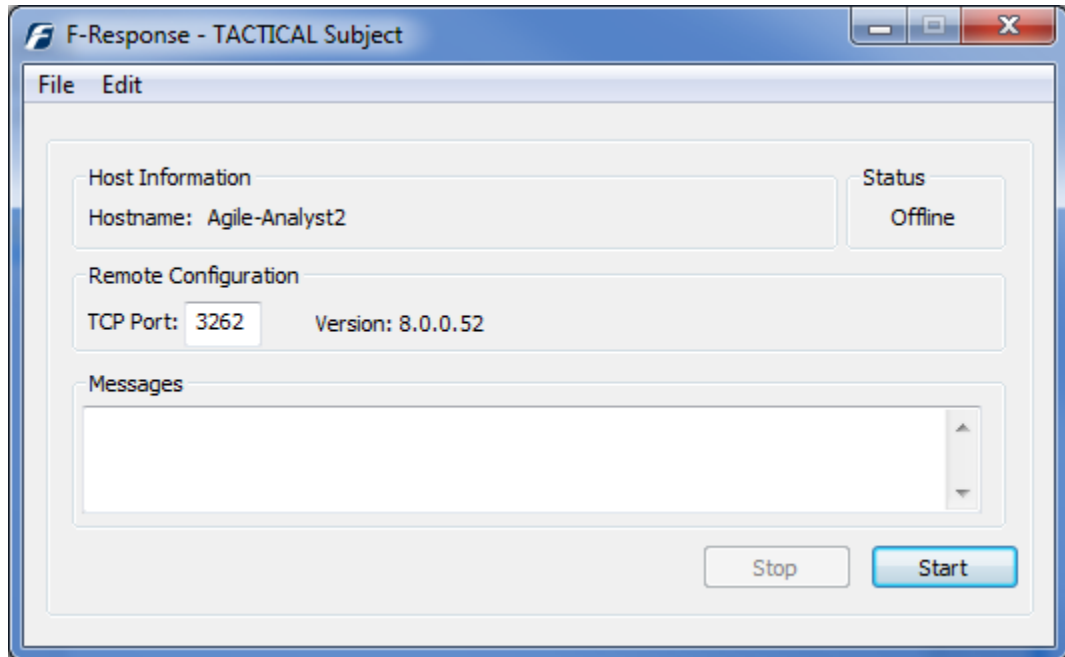 F-Response - TACTICAL Subject
File Edit
Host Information
Status
Hostname: Agile-Analyst2
Offline
Remote Configuration
TCP Port: 3262 Version: 8.0.0.52
Messages
Stop Start